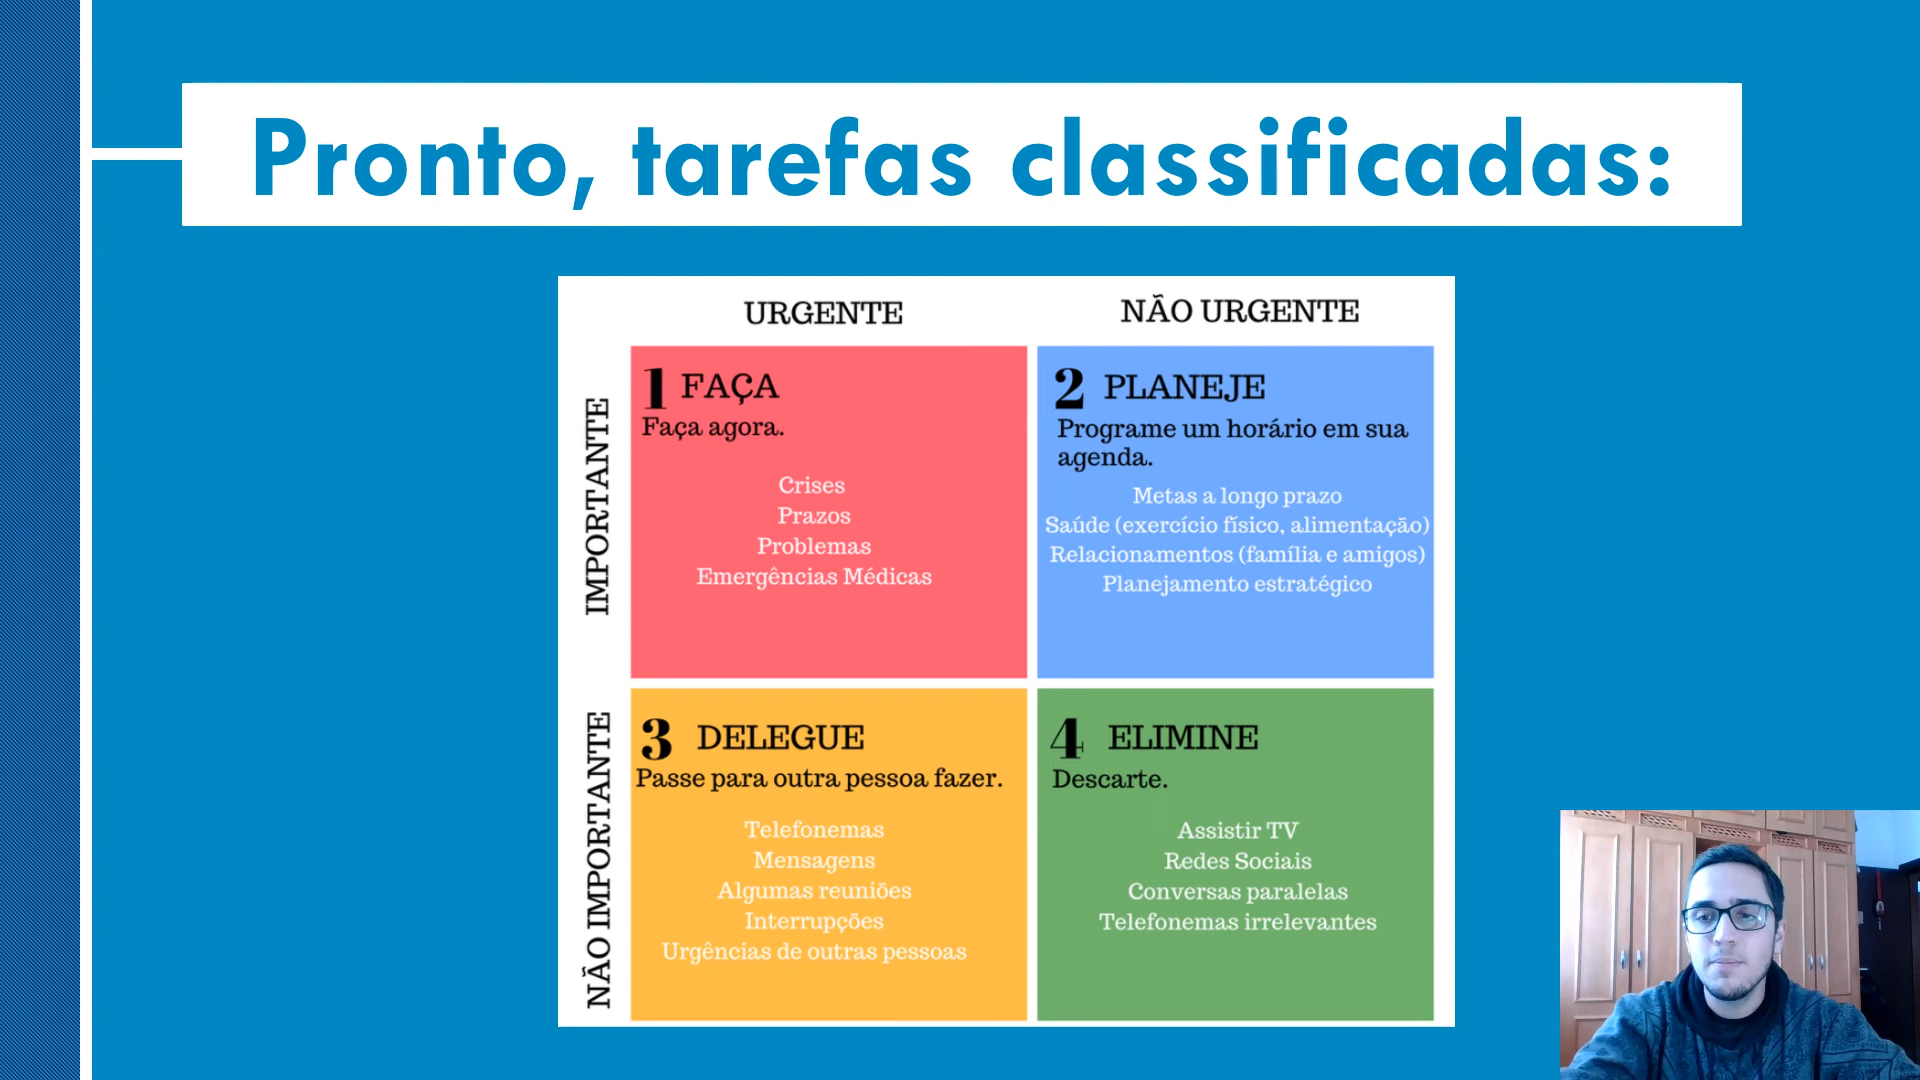 Pronto, tarefas classificadas:
URGENTE
NÃO URGENTE
IMPORTANTE
1 FAÇA
Faça agora.
Crises
Prazos
Problemas
Emergências Médicas
2 PLANEJE
Programe um horário em sua
agenda.
Metas a longo prazo
Saúde (exercício físico, alimentação)
Relacionamentos (família e amigos)
Planejamento estratégico
NÃO IMPORTANTE
3 DELEGUE
Passe para outra pessoa fazer.
Telefonemas
Mensagens
Algumas reuniões
Interrupções
Urgências de outras pessoas
4 ELIMINE
Descarte.
Assistir TV
Redes Sociais
Conversas paralelas
Telefonemas irrelevantes